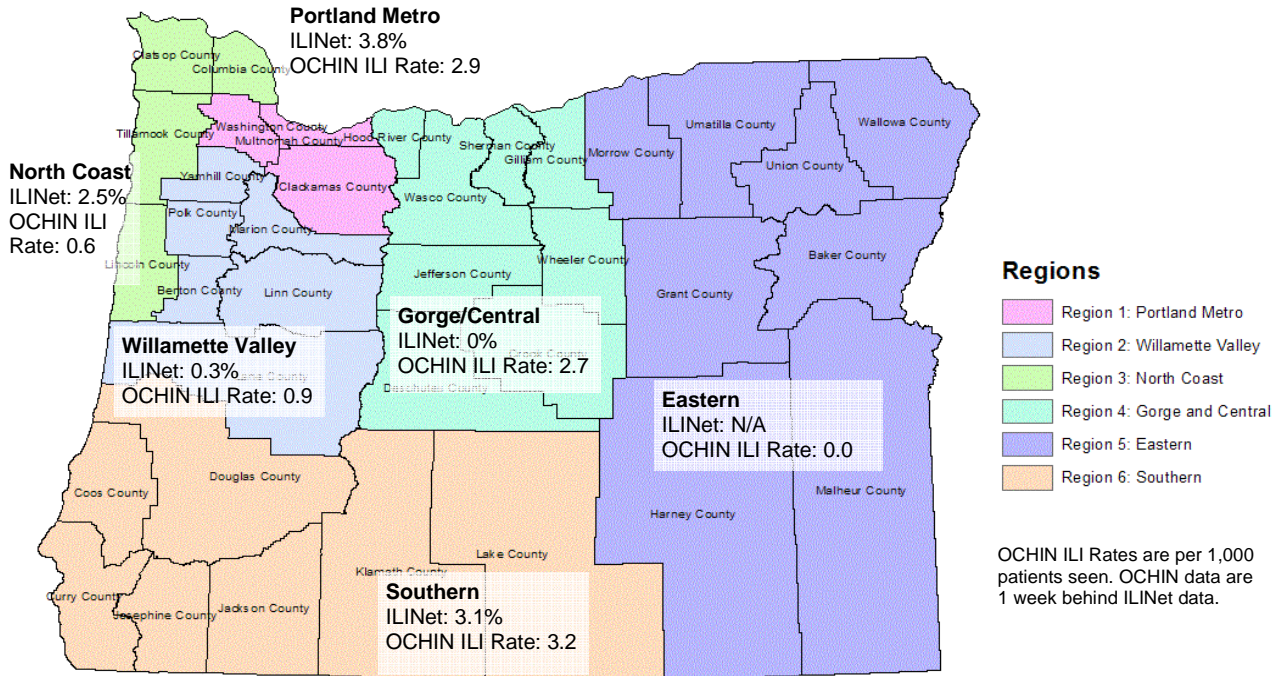 Portland Metro
ILINet: 3.8%
OCHIN ILI Rate: 2.9
Clatsop County
Columbia County
Tillamook County
Washington County
Multnomah County
Hood River County
Sherman County
Gilliam County
Morrow County
Umatilla County
Wallowa County
Union County
North Coast
ILINet: 2.5%
OCHIN ILI
Rate: 0.6
Yamhill County
Clackamas County
Wasco County
Polk County
Marion County
Lincoln County
Benton County
Linn County
Jefferson County
Wheeler County
Grant County
Baker County
Willamette Valley
ILINet: 0.3%
OCHIN ILI Rate: 0.9
Lane County
Gorge/Central
ILINet: 0%
OCHIN ILI Rate: 2.7
Crook County
Deschutes County
Eastern
ILINet: N/A
OCHIN ILI Rate: 0.0
Coos County
Douglas County
Harney County
Malheur County
Curry County
Josephine County
Jackson County
Klamath County
Lake County
Southern
ILINet: 3.1%
OCHIN ILI Rate: 3.2
Regions
Region 1: Portland Metro
Region 2: Willamette Valley
Region 3: North Coast
Region 4: Gorge and Central
Region 5: Eastern
Region 6: Southern
OCHIN ILI Rates are per 1,000
patients seen. OCHIN data are
1 week behind ILINet data.